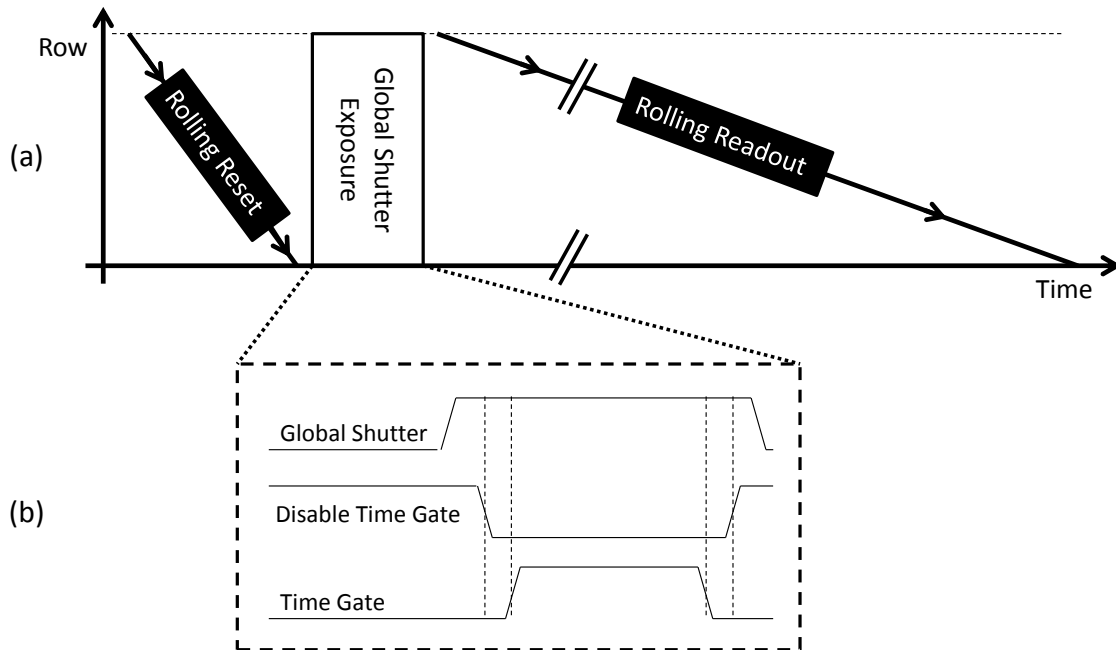 Row
(a)
Rolling Reset
Global Shutter
Exposure
Rolling Readout
Time
(b)
Global Shutter
Disable Time Gate
Time Gate